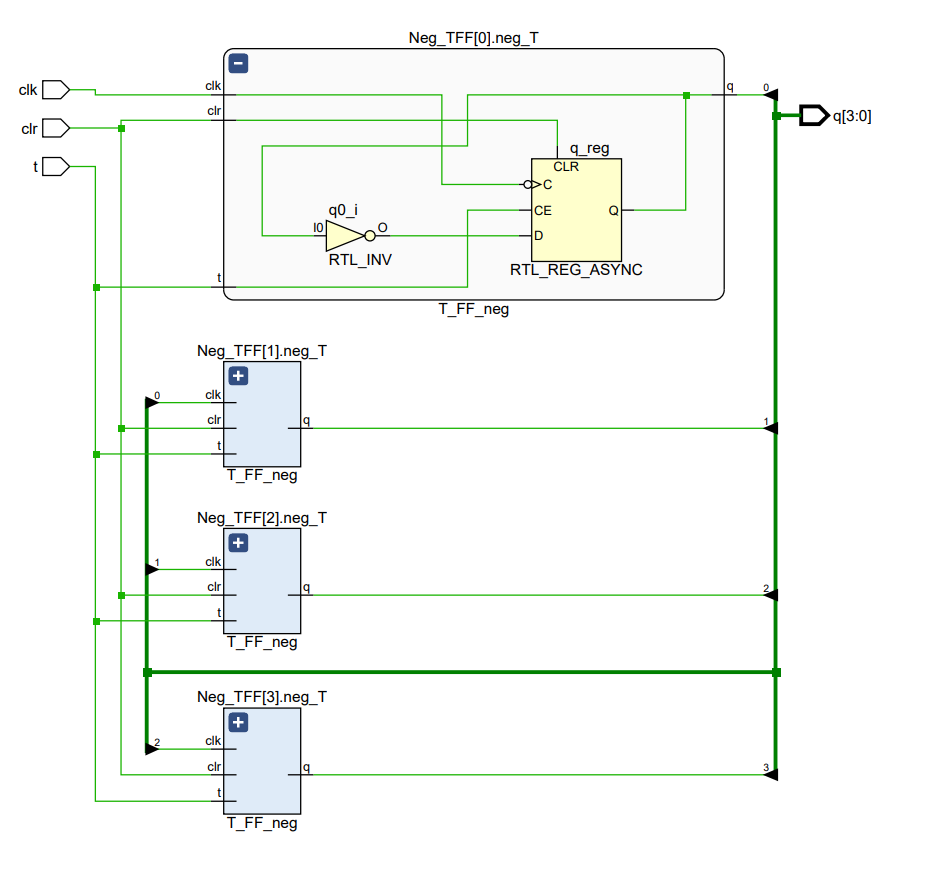 Neg_TFF[0].neg_T
clk
clr
t
clk
clr
t
q
0
q[3:0]
q_reg
CLR
C
CE
D
Q
RTL_REG_ASYNC
q0_i
I0
O
RTL_INV
T_FF_neg
Neg_TFF[1].neg_T
0
clk
clr
t
q
1
T_FF_neg
Neg_TFF[2].neg_T
1
clk
clr
t
q
2
T_FF_neg
Neg_TFF[3].neg_T
2
clk
clr
t
q
3
T_FF_neg